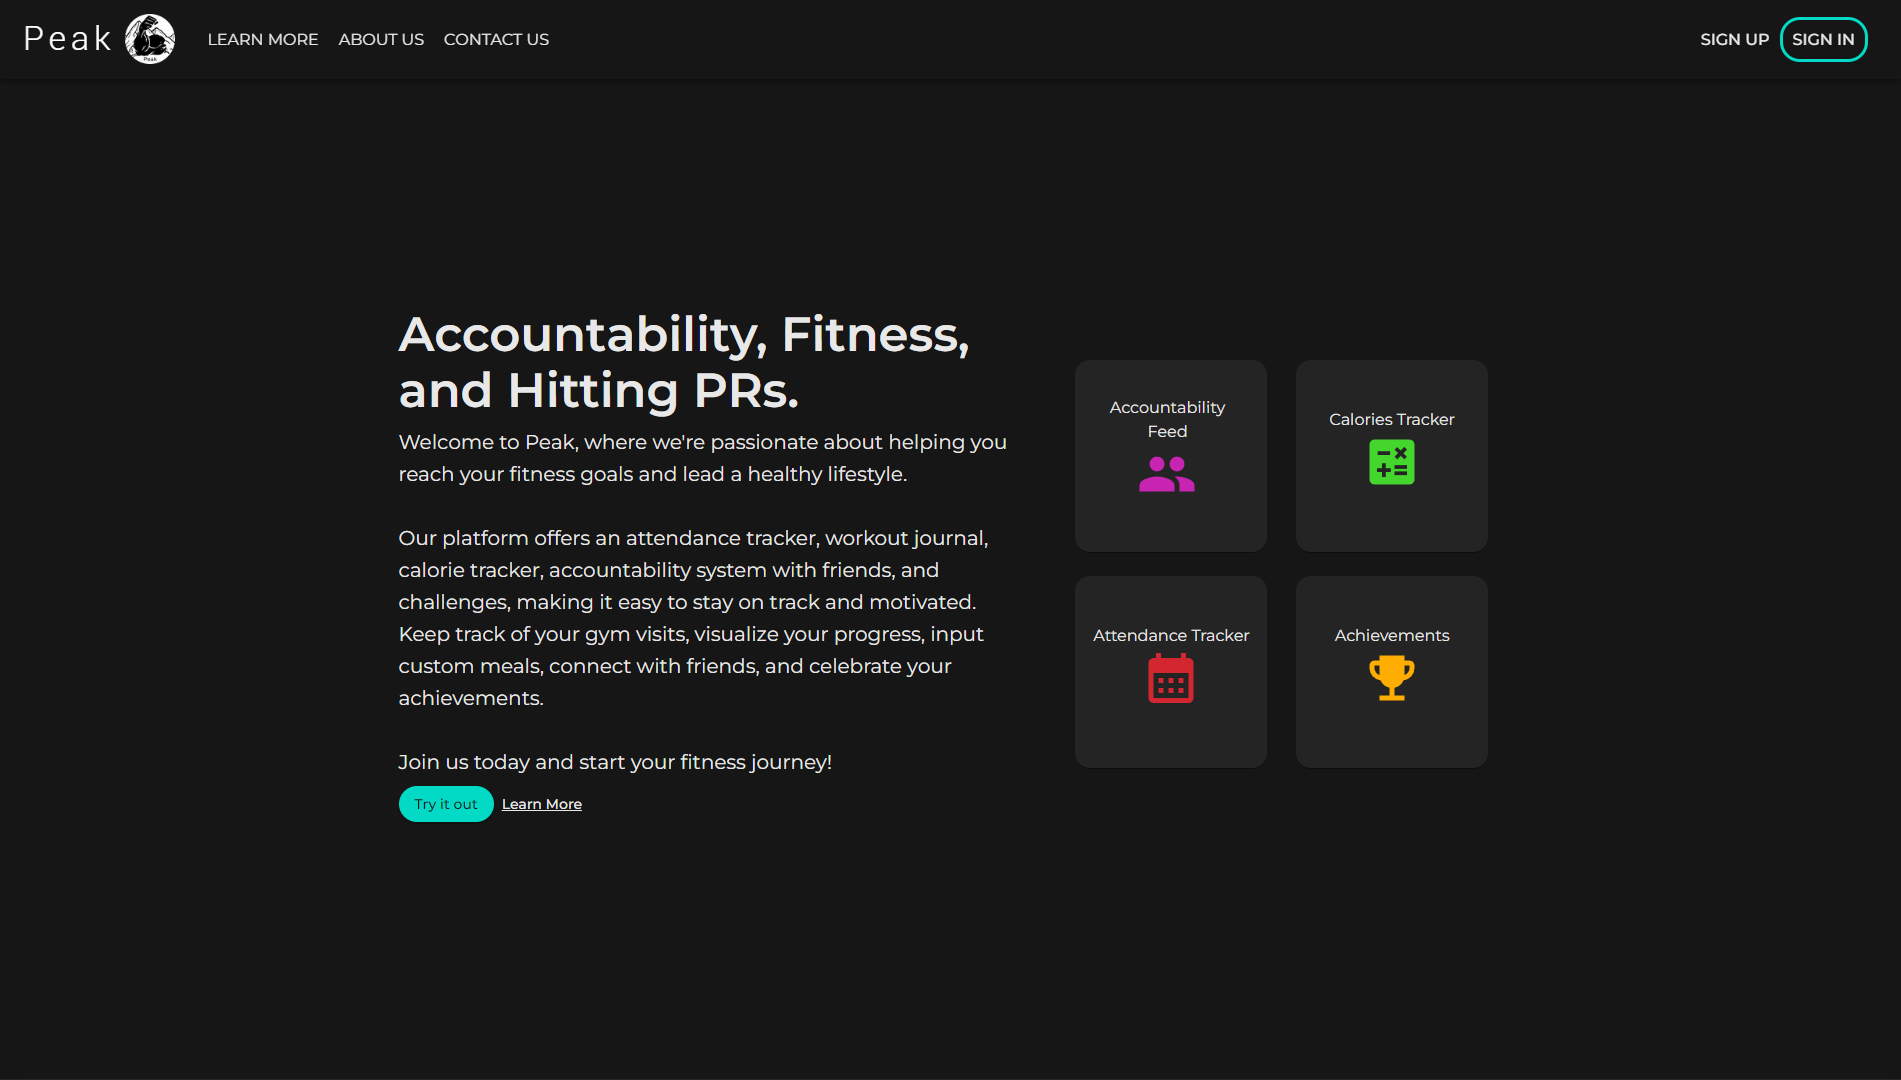 Peak
Peak
LEARN MORE
ABOUT US
CONTACT US
SIGN UP
SIGN IN
Accountability, Fitness,
and Hitting PRs.
Welcome to Peak, where we're passionate about helping you
reach your fitness goals and lead a healthy lifestyle.
Our platform offers an attendance tracker, workout journal,
calorie tracker, accountability system with friends, and
challenges, making it easy to stay on track and motivated.
Keep track of your gym visits, visualize your progress, input
custom meals, connect with friends, and celebrate your
achievements.
Join us today and start your fitness journey!
Try it out
Learn More
Accountability
Feed
Calories Tracker
Attendance Tracker
Achievements